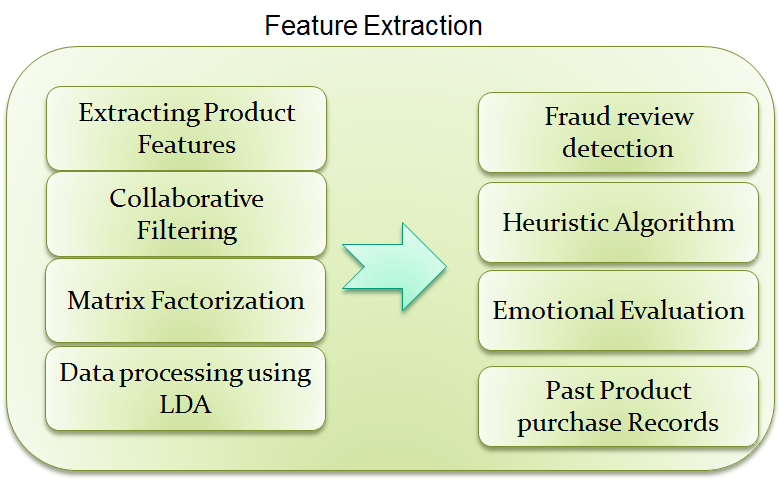 Feature Extraction
Extracting Product
Features
Collaborative
Filtering
Matrix Factorization
Data processing using
LDA
Fraud review
detection
Heuristic Algorithm
Emotional Evaluation
Past Product
purchase Records